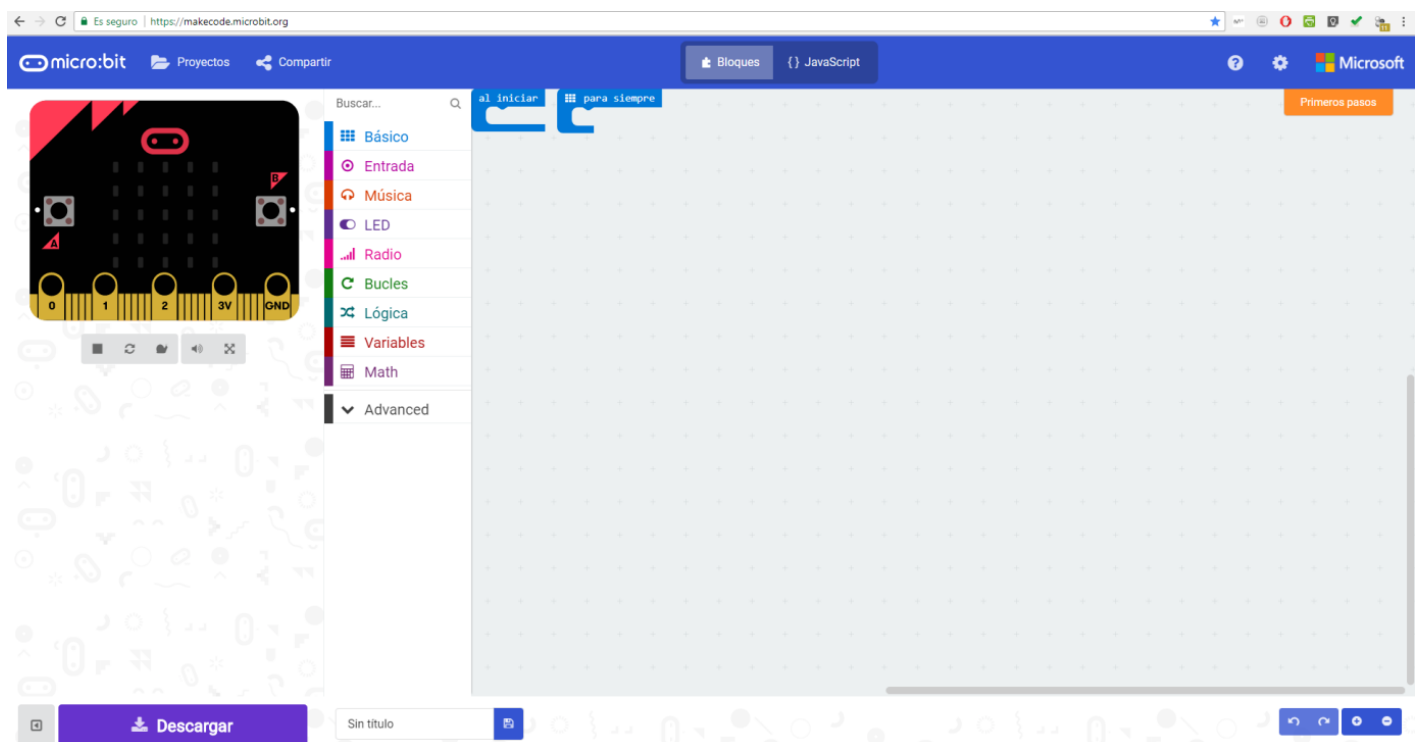 Es seguro | https://makecode.microbit.org
micro:bit Proyectos Compartir Bloques {} JavaScript Microsoft
Buscar...
al iniciar para siempre Primeros pasos
Básico
Entrada
Música
LED
Radio
Bucles
Lógica
Variables
Math
Advanced
B
A
0 1 2 3V GND
Descargar Sin título